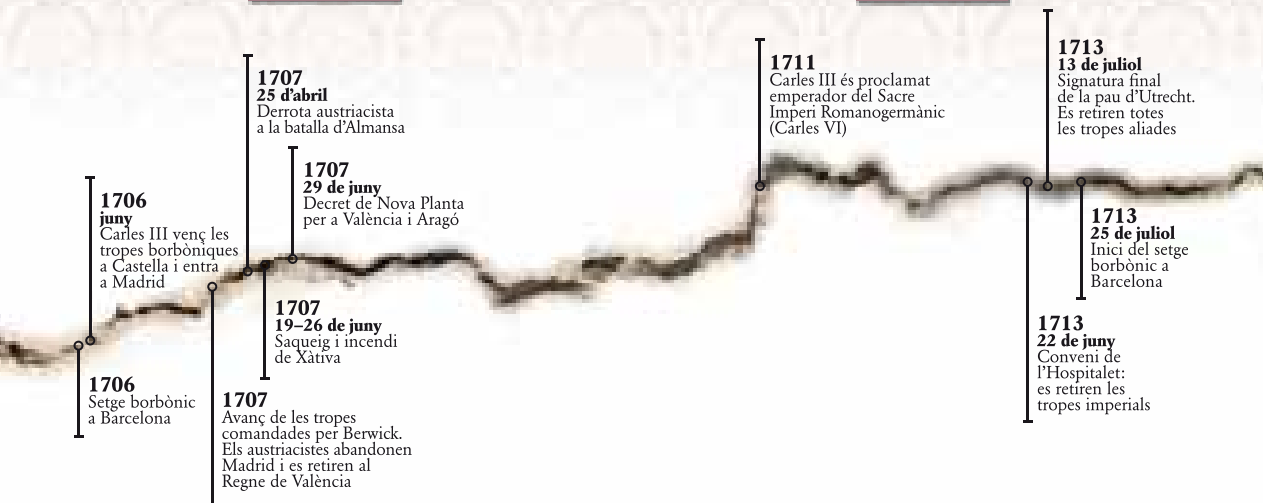 1706
Setge borbònic
a Barcelona
1706
juny
Carles III venç les
tropes borbòniques
a Castella i entra
a Madrid
1707
Avanç de les tropes
comandades per Berwick.
Els austriacistes abandonen
Madrid i es retiren al
Regne de València
1707
25 d’abril
Derrota austriacista
a la batalla d’Almansa
1707
19–26 de juny
Saqueig i incendi
de Xàtiva
1707
29 de juny
Decret de Nova Planta
per a València i Aragó
1711
Carles III és proclamat
emperador del Sacre
Imperi Romanogermànic
(Carles VI)
1713
22 de juny
Conveni de
l’Hospitalet:
es retiren les
tropes imperials
1713
13 de juliol
Signatura final
de la pau d’Utrecht.
Es retiren totes
les tropes aliades
1713
25 de juliol
Inici del setge
borbònic a
Barcelona